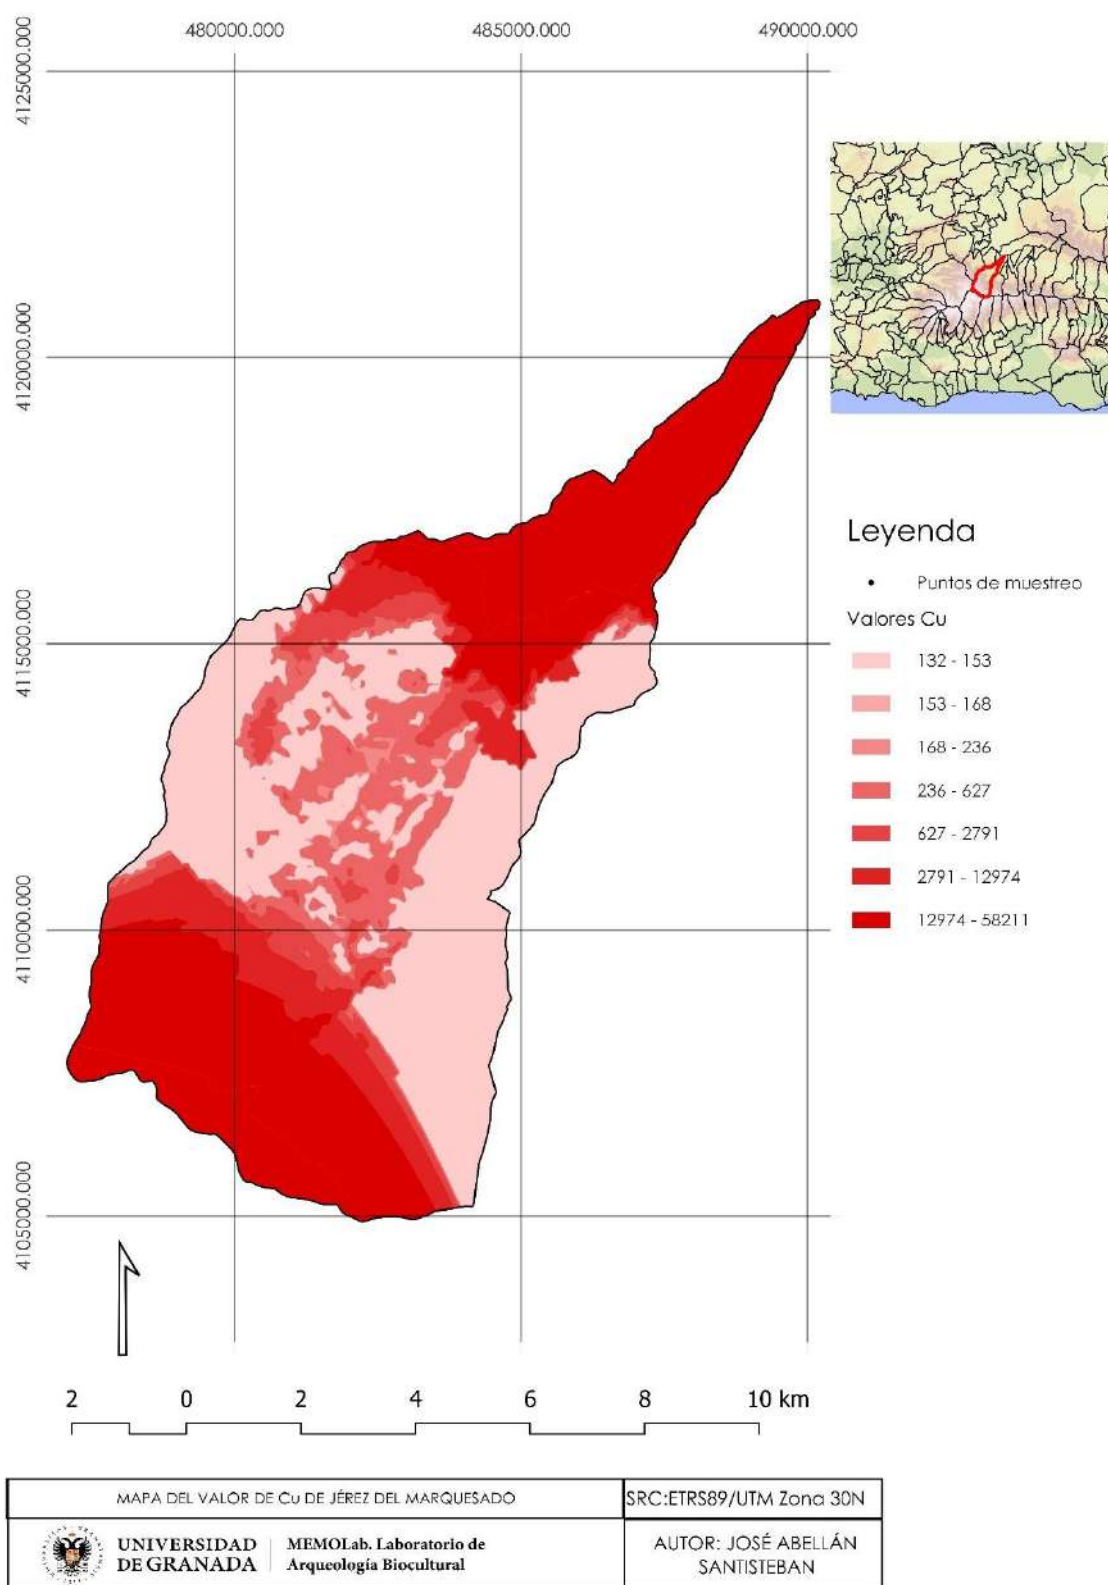 480000.000 485000.000 490000.000
4125000.000
4120000.000
4115000.000
4110000.000
4105000.000
Leyenda
Puntos de muestreo
Valores Cu
132 - 153
153 - 168
168 - 236
236 - 627
627 - 2791
2791 - 12974
12974 - 58211
2 0 2 4 6 8 10 km
MAPA DEL VALOR DE Cu DE JÉREZ DEL MARQUESADO
SRC:ETRS89/UTM Zona 30N
UNIVERSIDAD
DE GRANADA
MEMOLab. Laboratorio de
Arqueología Biocultural
AUTOR: JOSÉ ABELLÁN
SANTISTEBAN